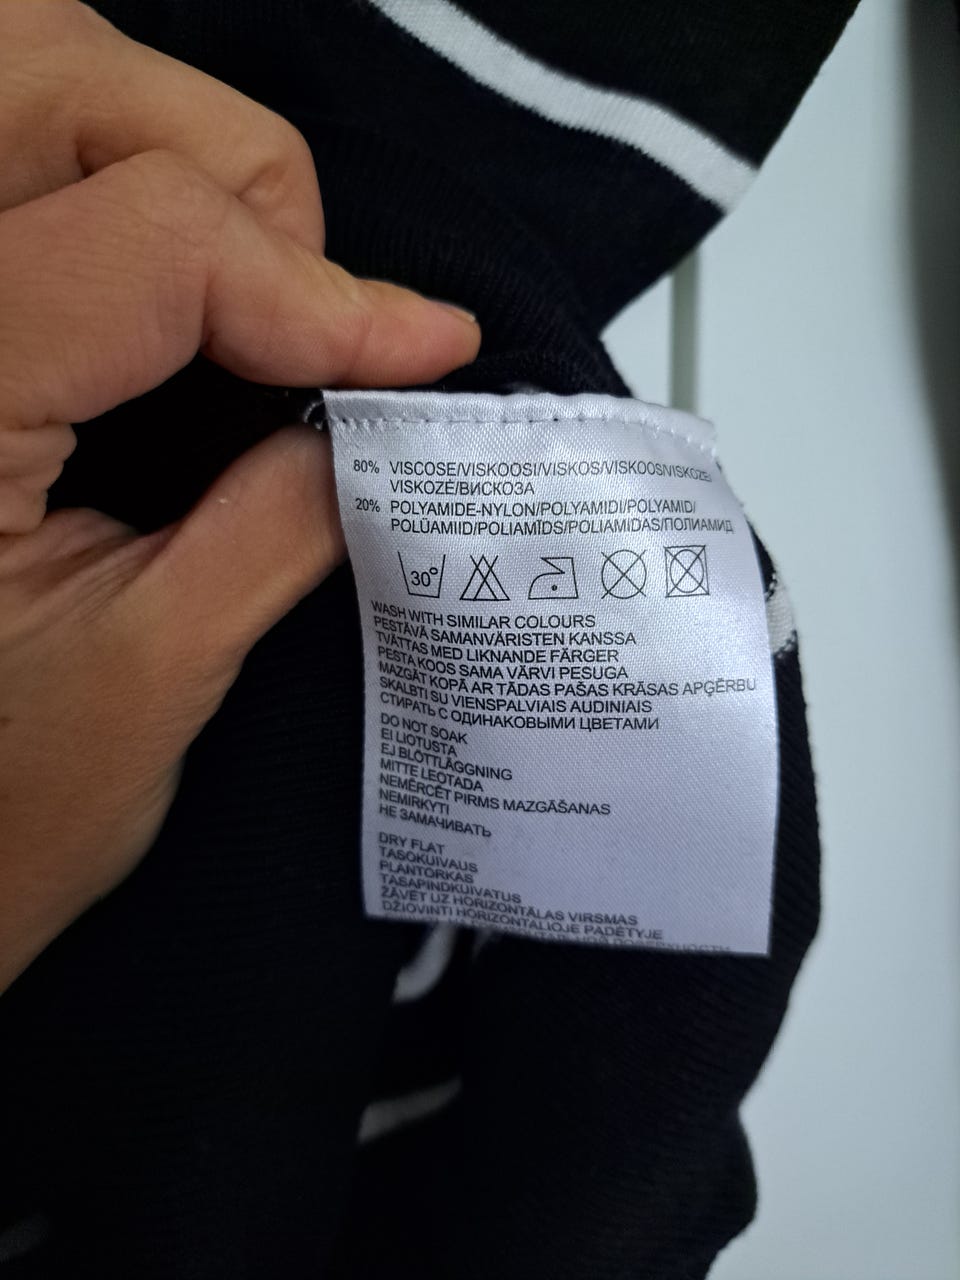 80% VISCOSE/VISKOOSI/VISKOS/VISKOOS/VISKOZE/
VISKOZĖ/ВИСКОЗА
20% POLYAMIDE-NYLON/POLYAMIDI/POLYAMID/
POLÜAMIID/POLIAMĪDS/POLIAMIDAS/ПОЛИАМИД
30°
WASH WITH SIMILAR COLOURS
PESTÄVÄ SAMANVÄRISTEN KANSSA
TVÄTTAS MED LIKNANDE FÄRGER
PESTA KOOS SAMA VÄRVI PESUGA
MAZGĀT KOPĀ AR TĀDAS PAŠAS KRĀSAS APĢĒRBU
SKALBTI SU VIENSPALVIAIS AUDINIAIS
СТИРАТЬ С ОДИНАКОВЫМИ ЦВЕТАМИ
DO NOT SOAK
EI LIOTUSTA
EJ BLÖTTLÄGGNING
MITTE LEOTADA
NEMĒRCĒT PIRMS MAZGĀŠANAS
NEMIRKYTI
НЕ ЗАМАЧИВАТЬ
DRY FLAT
TASOKUIVAUS
PLANTORKAS
TASAPINDKUIVATUS
ŽĀVĒT UZ HORIZONTĀLAS VIRSMAS
DŽIOVINTI HORIZONTALIOJE PADĖTYJE
ПОВЕРХНОСТИ